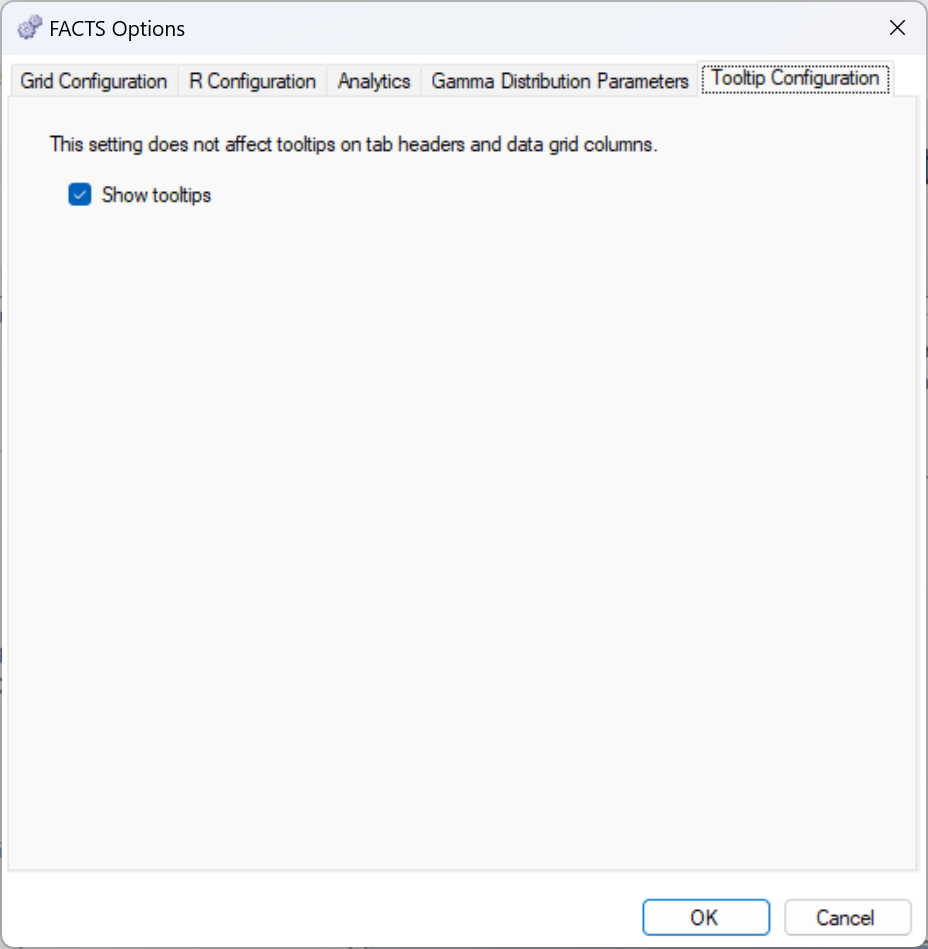 FACTS Options
Grid Configuration R Configuration Analytics Gamma Distribution Parameters Tooltip Configuration
This setting does not affect tooltips on tab headers and data grid columns.
Show tooltips
OK Cancel